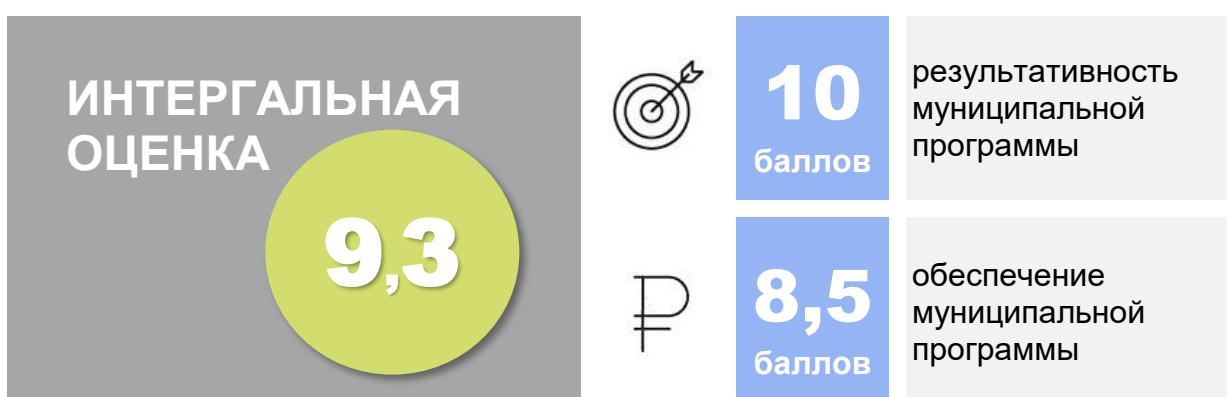 ИНТЕРГАЛЬНАЯ
ОЦЕНКА
9,3
10
баллов
результативность
муниципальной
программы
8,5
баллов
обеспечение
муниципальной
программы